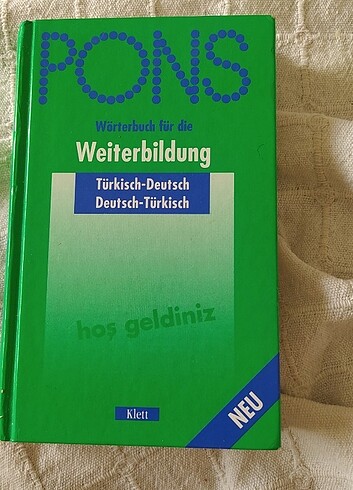 PONS
Wörterbuch für die
Weiterbildung
Türkisch-Deutsch
Deutsch-Türkisch
hoş geldiniz
NEU
Klett